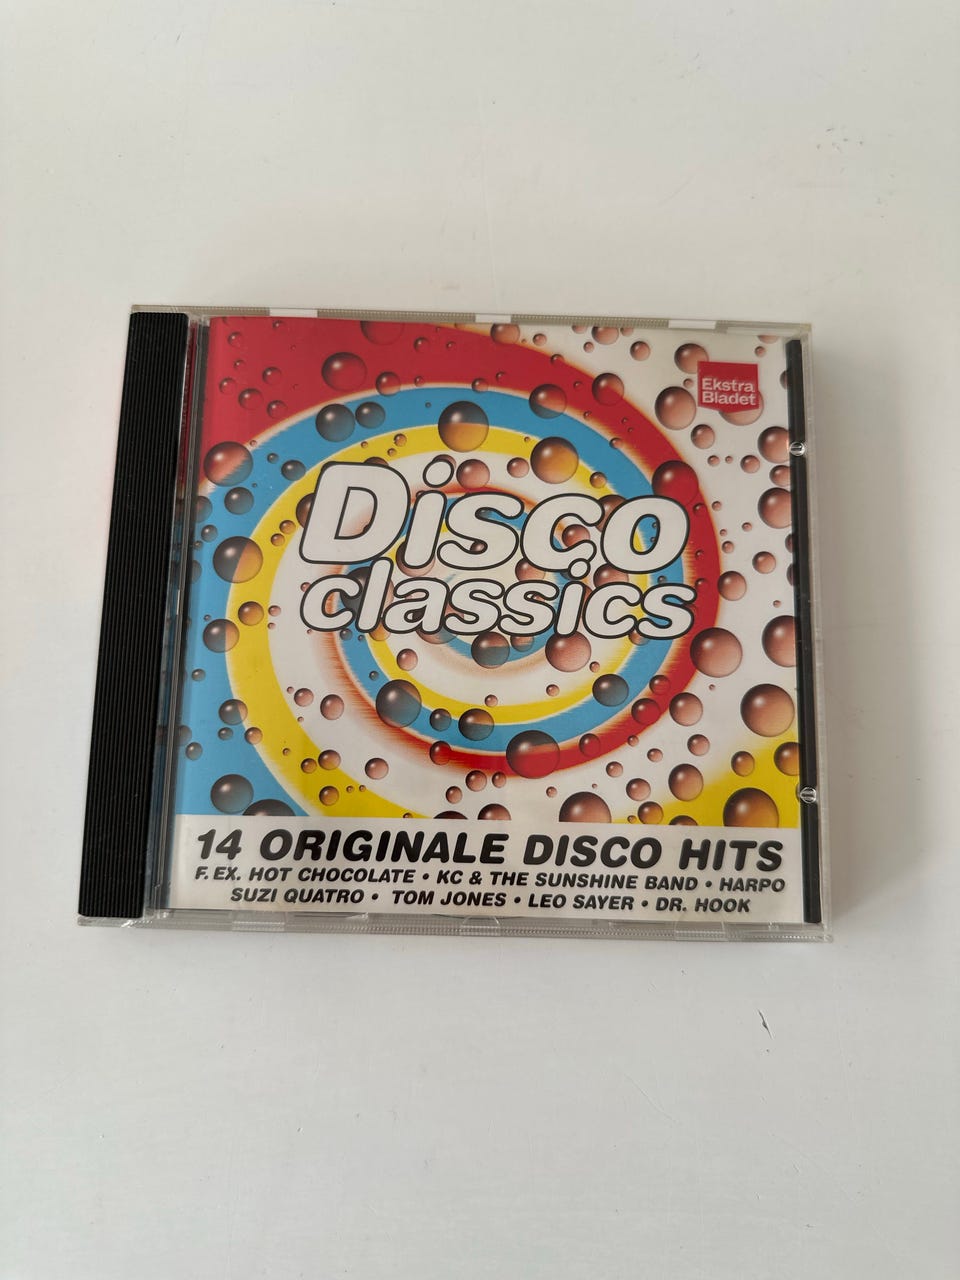 Ekstra
Bladet
Disco
classics
14 ORIGINALE DISCO HITS
F. EX. HOT CHOCOLATE • KC & THE SUNSHINE BAND • HARPO
SUZI QUATRO • TOM JONES • LEO SAYER • DR. HOOK